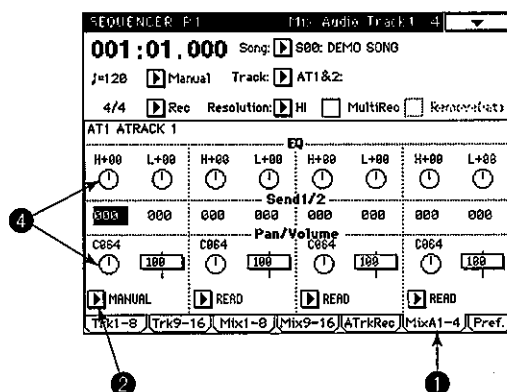 SEQUENCER P1 Mix Audio Track1 4
001:01.000 Song: S00: DEMO SONG
♩=120 Manual Track: AT1&2:
4/4 Rec Resolution: HI MultiRec
AT1 ATRACK 1
EQ
H+00 L+00 H+00 L+00 H+00 L+00 H+00 L+00
4
Send1/2
000 000 000 000 000 000 000 000
Pan/Volume
C064 100 C064 100 C064 100 C064 100
MANUAL READ READ READ
Trk1-8 Trk9-16 Mix1-8 Mix9-16 ATrkRec MixA1-4 Pref.
2 1